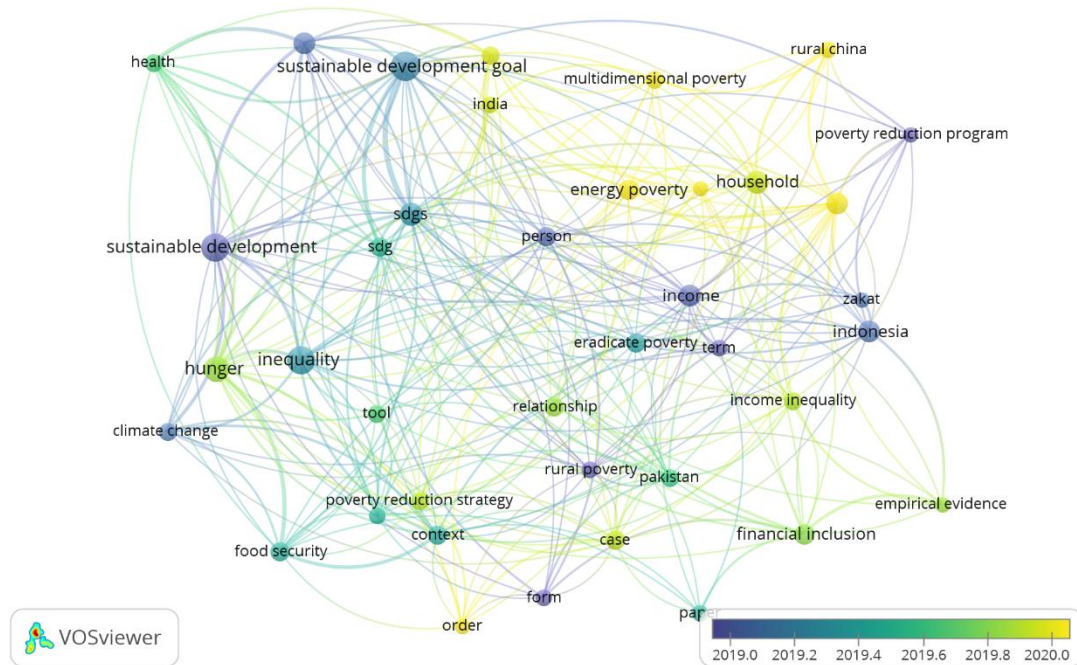 health
sustainable development goal
rural china
multidimensional poverty
india
poverty reduction program
energy poverty
household
sdgs
person
sustainable development
sdg
income
zakat
indonesia
eradicate poverty
term
inequality
hunger
income inequality
relationship
tool
climate change
rural poverty
pakistan
poverty reduction strategy
empirical evidence
context
case
financial inclusion
food security
form
paper
order
VOSviewer
2019.0 2019.2 2019.4 2019.6 2019.8 2020.0